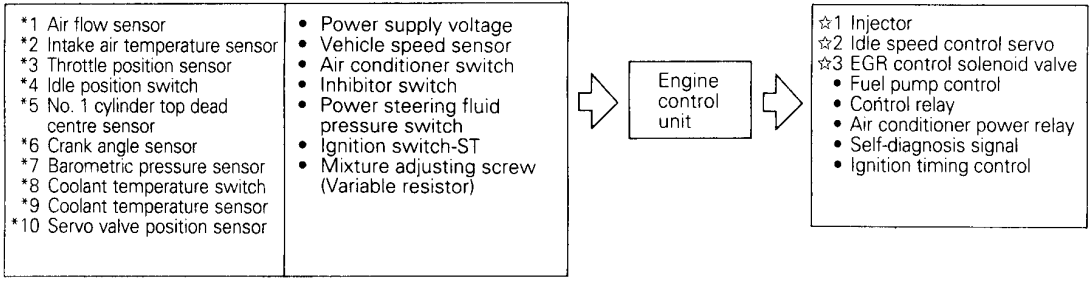 *1 Air flow sensor
*2 Intake air temperature sensor
*3 Throttle position sensor
*4 Idle position switch
*5 No. 1 cylinder top dead
centre sensor
*6 Crank angle sensor
*7 Barometric pressure sensor
*8 Coolant temperature switch
*9 Coolant temperature sensor
*10 Servo valve position sensor
• Power supply voltage
• Vehicle speed sensor
• Air conditioner switch
• Inhibitor switch
• Power steering fluid
pressure switch
• Ignition switch-ST
• Mixture adjusting screw
(Variable resistor)
Engine
control
unit
☆1 Injector
☆2 Idle speed control servo
☆3 EGR control solenoid valve
• Fuel pump control
• Control relay
• Air conditioner power relay
• Self-diagnosis signal
• Ignition timing control